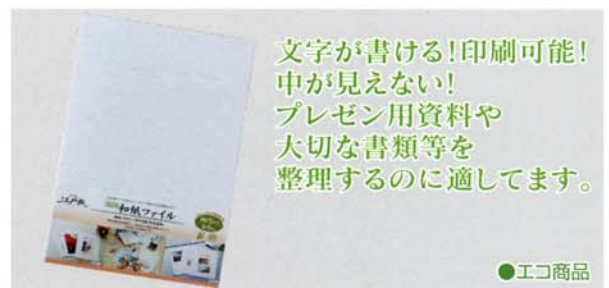 文字が書ける!印刷可能!
中が見えない!
プレゼン用資料や
大切な書類等を
整理するのに適してます。
和紙ファイル
●エコ商品